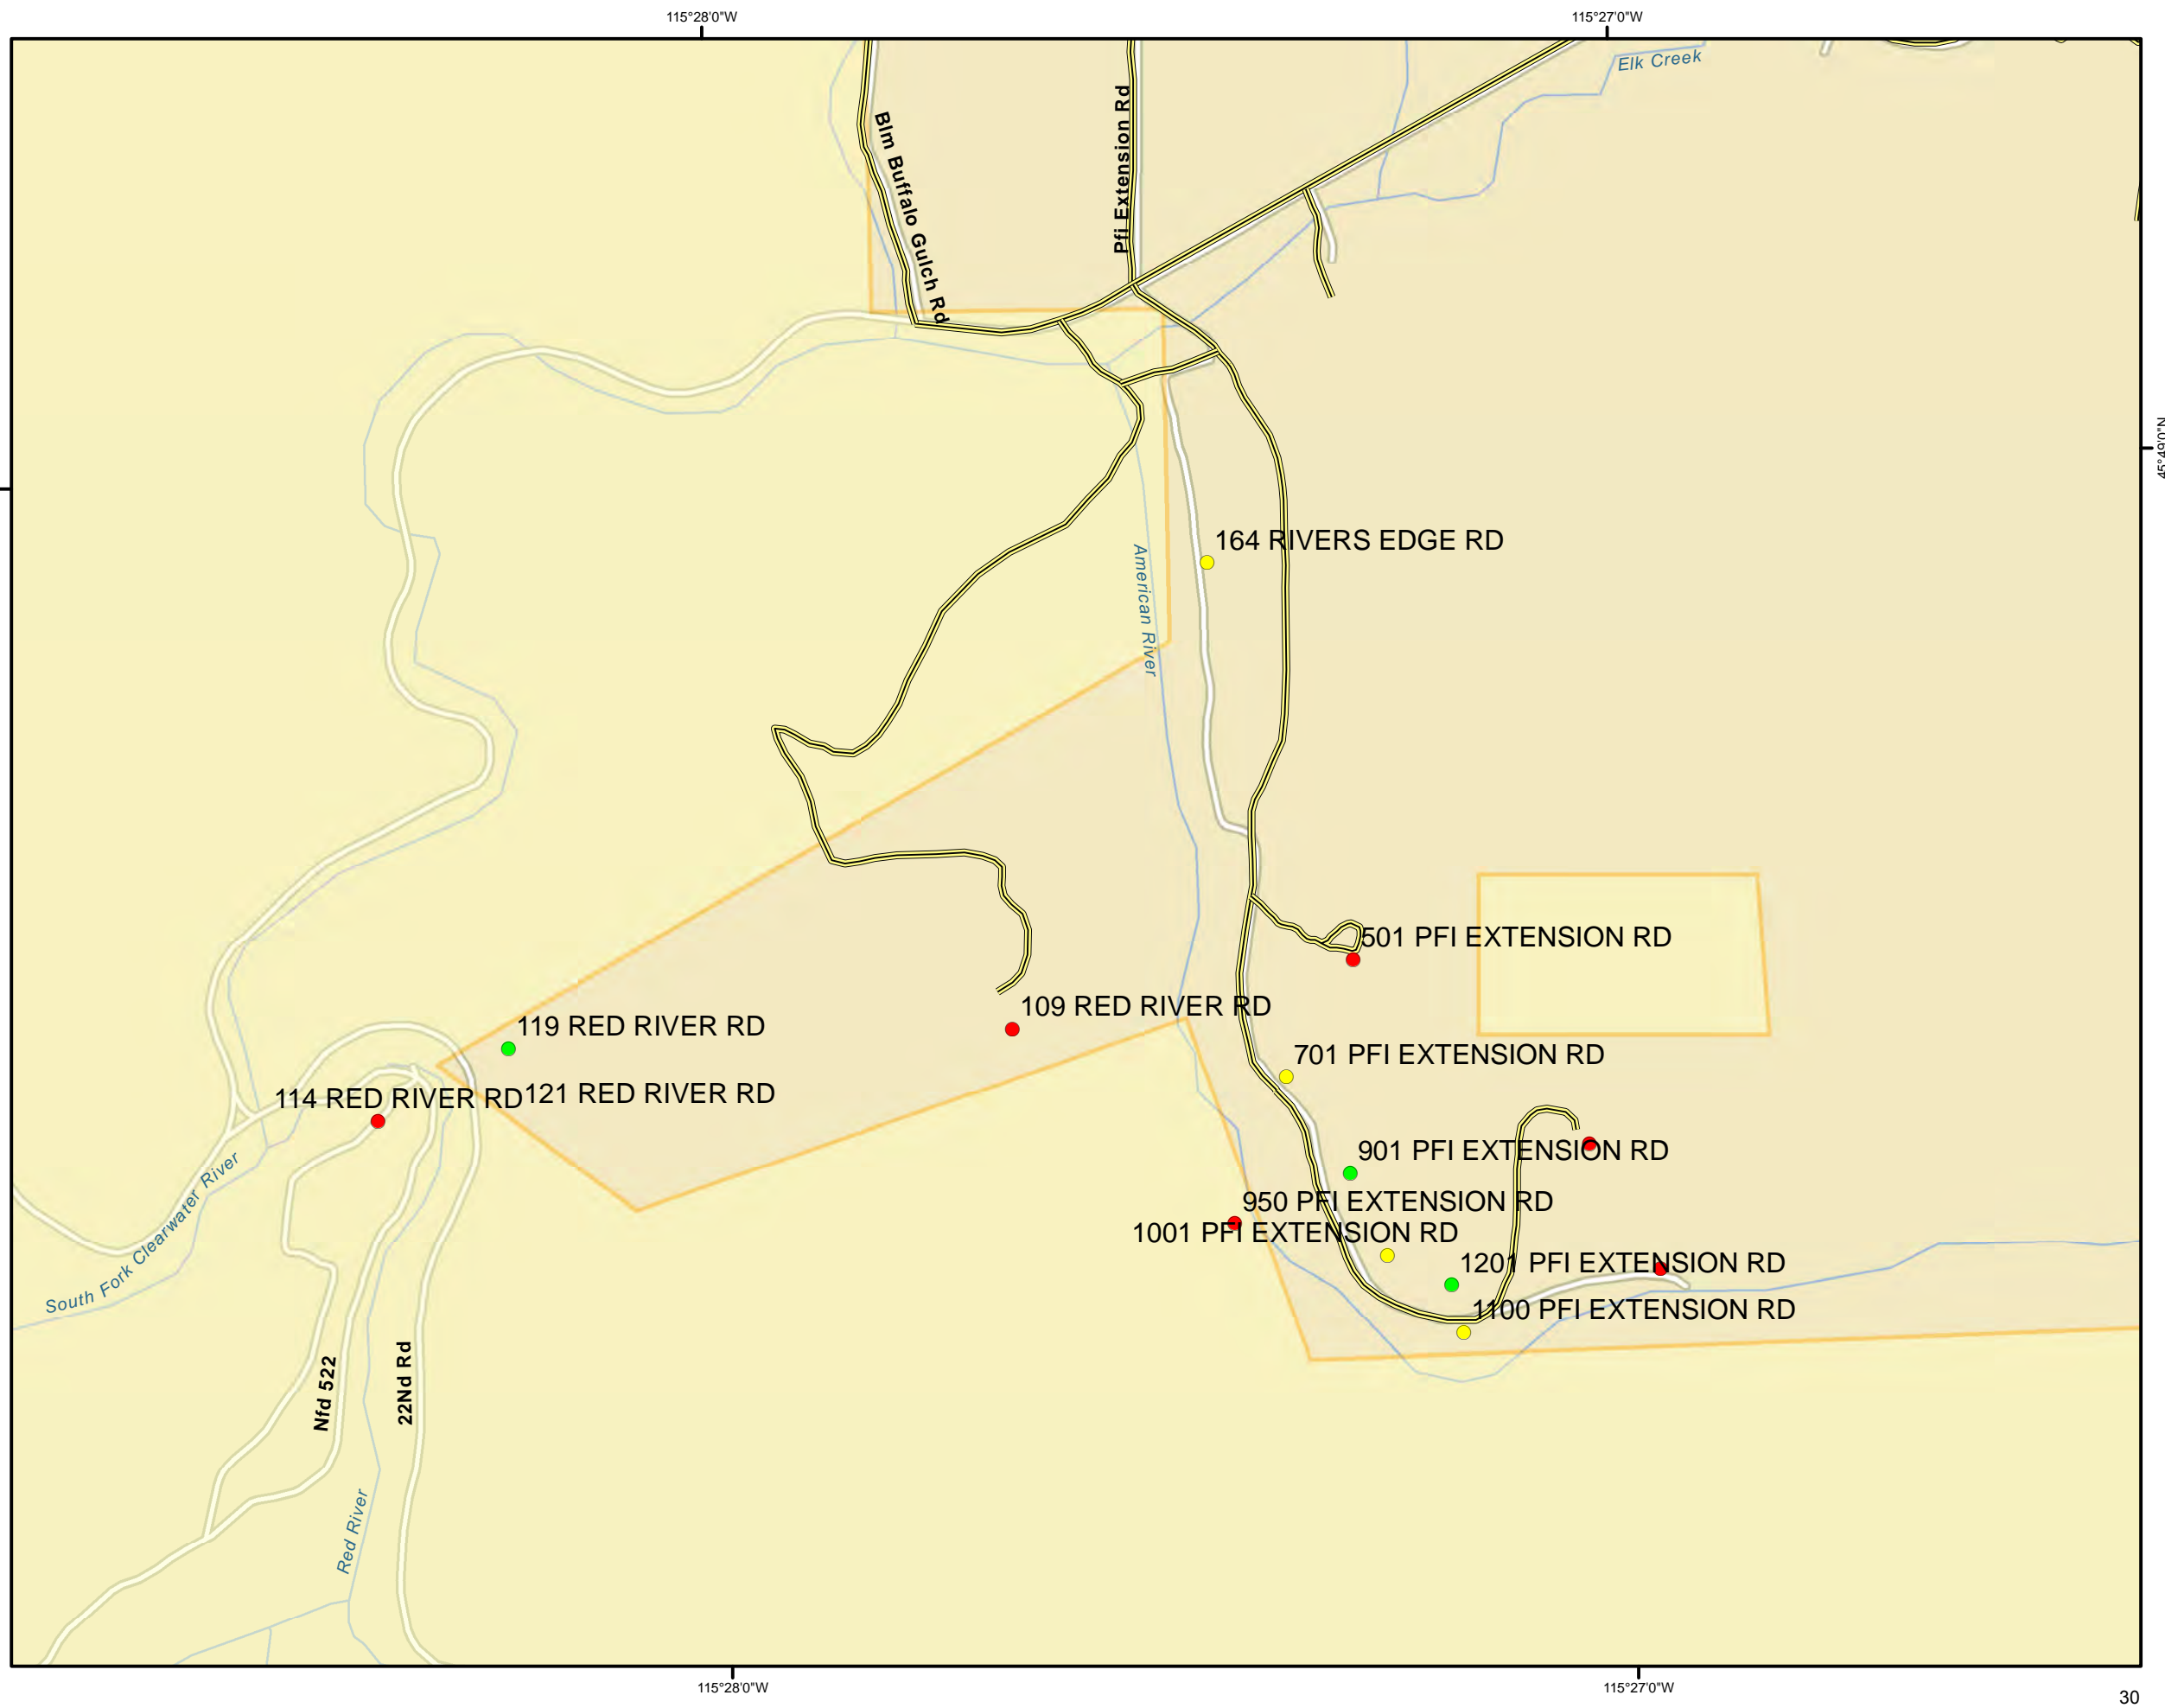 115°28'0"W
115°27'0"W
Elk Creek
Blm Buffalo Gulch Rd
Pfi Extension Rd
45°49'0"N
164 RIVERS EDGE RD
American River
501 PFI EXTENSION RD
109 RED RIVER RD
119 RED RIVER RD
701 PFI EXTENSION RD
121 RED RIVER RD
114 RED RIVER RD
901 PFI EXTENSION RD
950 PFI EXTENSION RD
South Fork Clearwater River
1001 PFI EXTENSION RD
1201 PFI EXTENSION RD
1100 PFI EXTENSION RD
Nfd 522
22Nd Rd
Red River
115°28'0"W
115°27'0"W
30